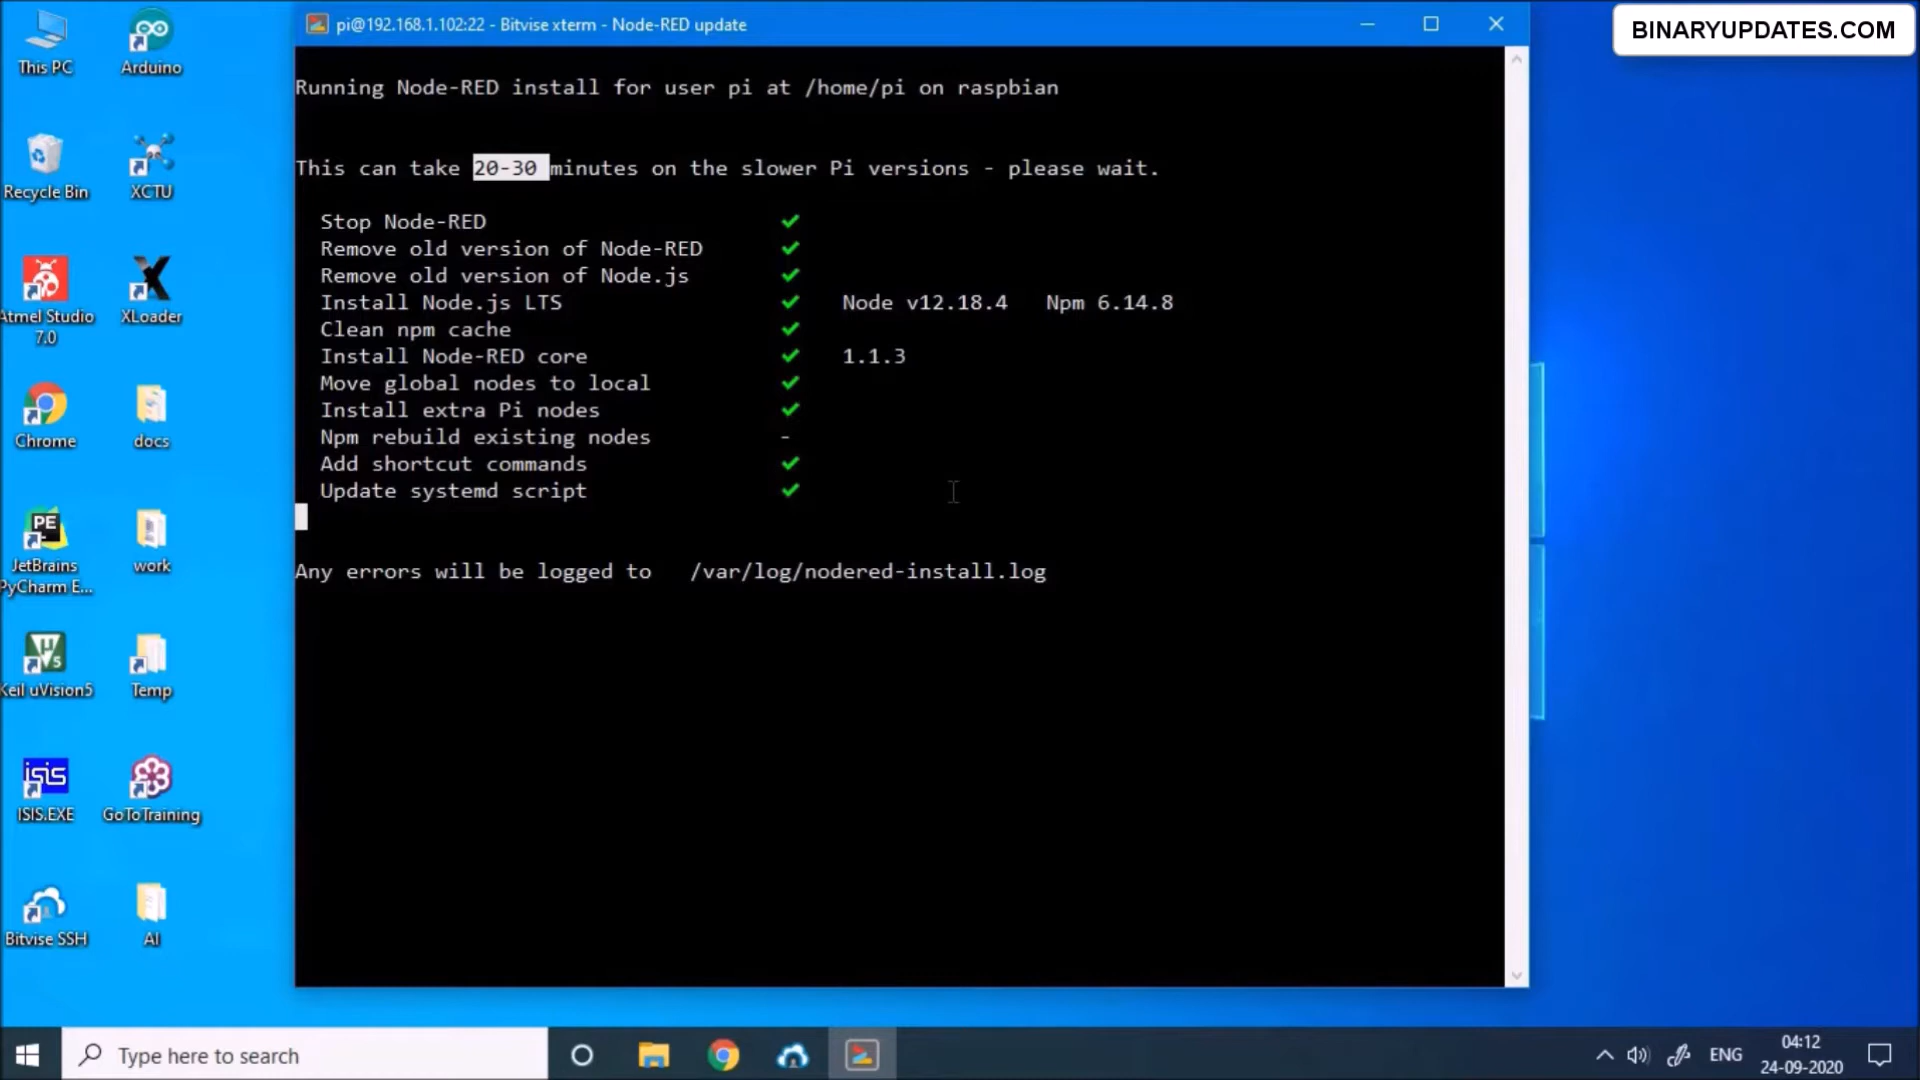 pi@192.168.1.102:22 - Bitvise xterm - Node-RED update
BINARYUPDATES.COM
This PC
Arduino
Recycle Bin
XCTU
Atmel Studio
7.0
XLoader
Chrome
docs
JetBrains
PyCharm E...
work
Keil uVision5
Temp
ISIS.EXE
GoToTraining
Bitvise SSH
AI
Running Node-RED install for user pi at /home/pi on raspbian
This can take 20-30 minutes on the slower Pi versions - please wait.
Stop Node-RED ✔
Remove old version of Node-RED ✔
Remove old version of Node.js ✔
Install Node.js LTS ✔ Node v12.18.4 Npm 6.14.8
Clean npm cache ✔
Install Node-RED core ✔ 1.1.3
Move global nodes to local ✔
Install extra Pi nodes ✔
Npm rebuild existing nodes -
Add shortcut commands ✔
Update systemd script ✔
Any errors will be logged to /var/log/nodered-install.log
Type here to search
ENG
04:12
24-09-2020